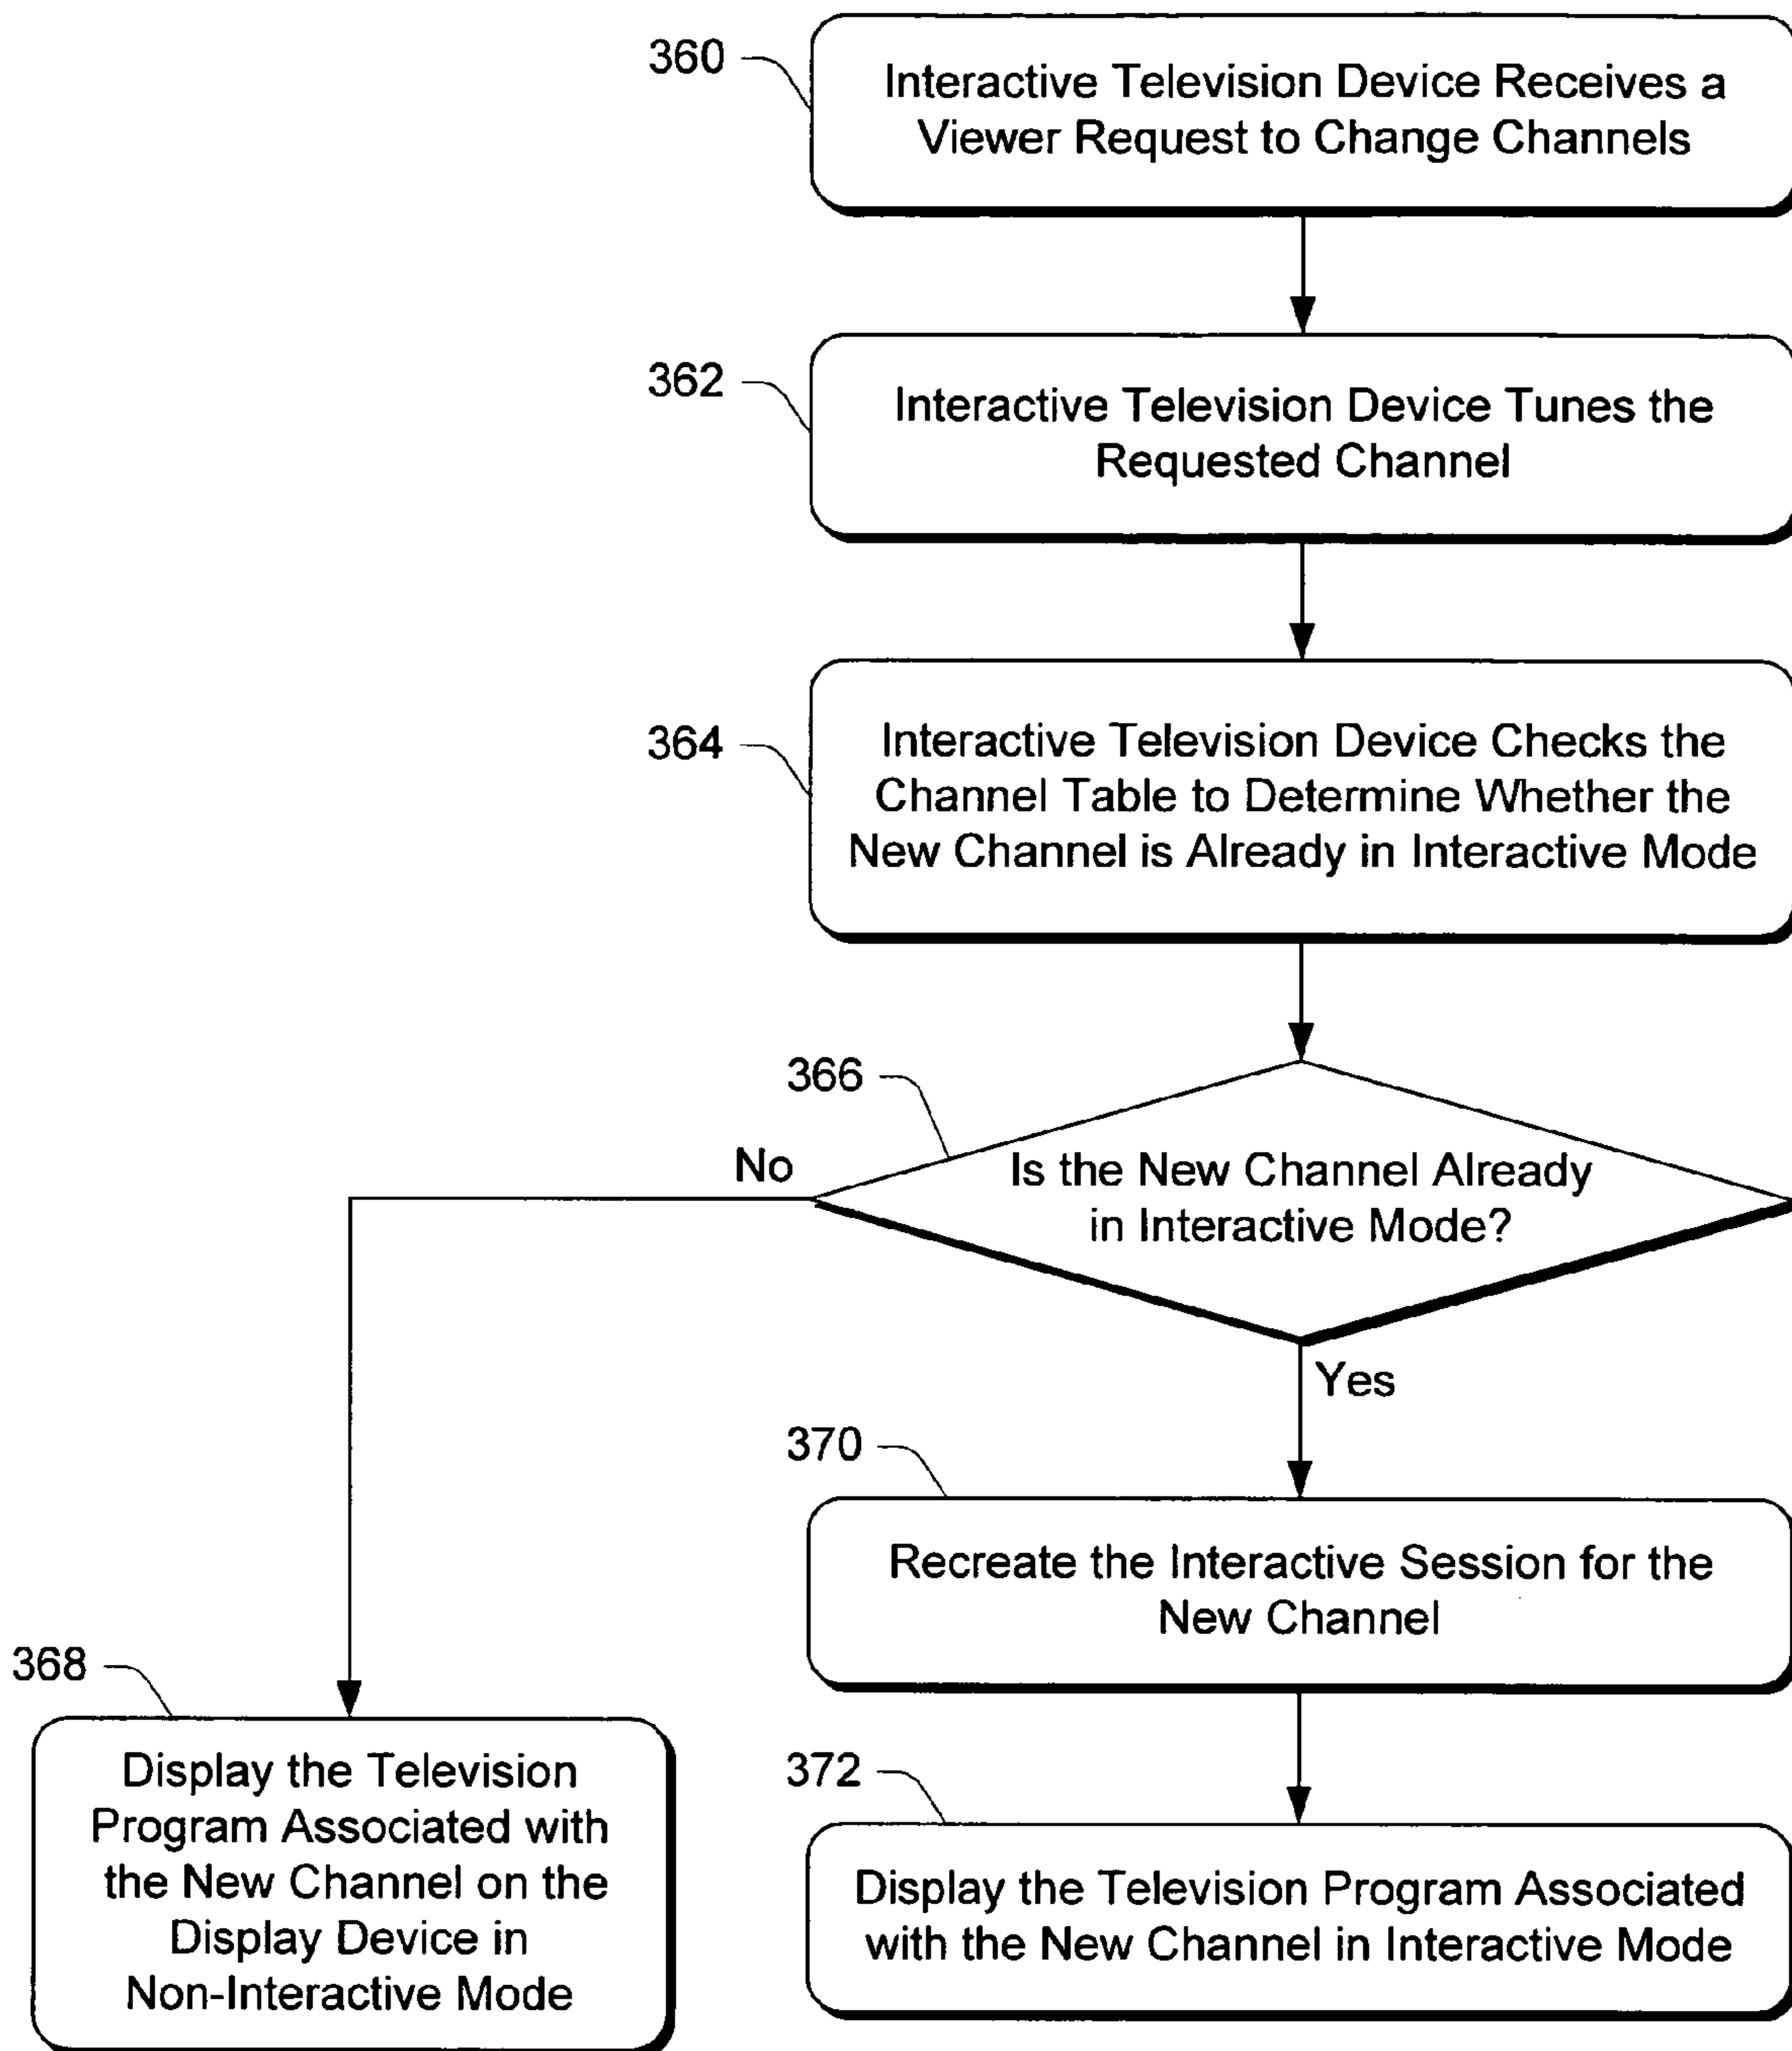 360
Interactive Television Device Receives a
Viewer Request to Change Channels
362
Interactive Television Device Tunes the
Requested Channel
364
Interactive Television Device Checks the
Channel Table to Determine Whether the
New Channel is Already in Interactive Mode
366
No
Is the New Channel Already
in Interactive Mode?
Yes
370
Recreate the Interactive Session for the
New Channel
368
Display the Television
Program Associated with
the New Channel on the
Display Device in
Non-Interactive Mode
372
Display the Television Program Associated
with the New Channel in Interactive Mode